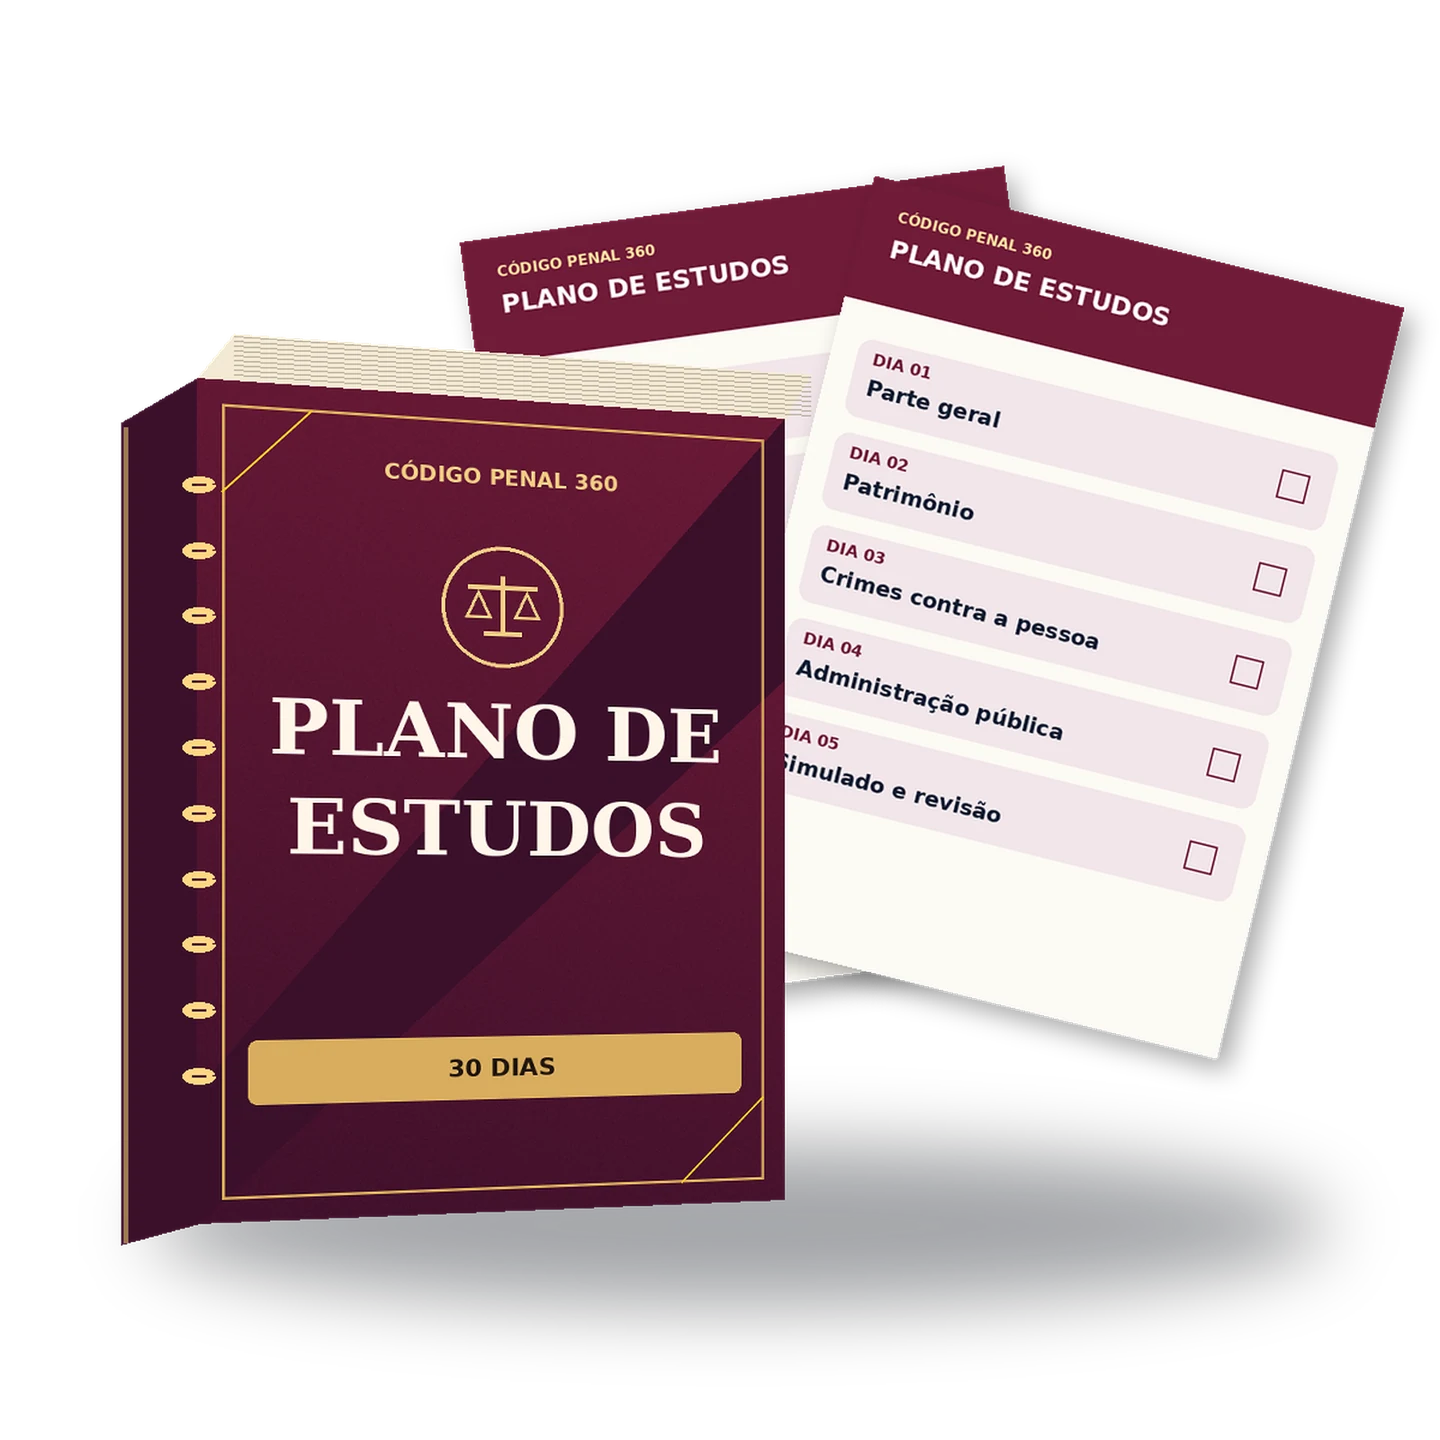 CÓDIGO PENAL 360
PLANO DE ESTUDOS
CÓDIGO PENAL 360
PLANO DE ESTUDOS
DIA 01
Parte geral
DIA 02
Patrimônio
DIA 03
Crimes contra a pessoa
DIA 04
Administração pública
DIA 05
Simulado e revisão
CÓDIGO PENAL 360
PLANO DE
ESTUDOS
30 DIAS